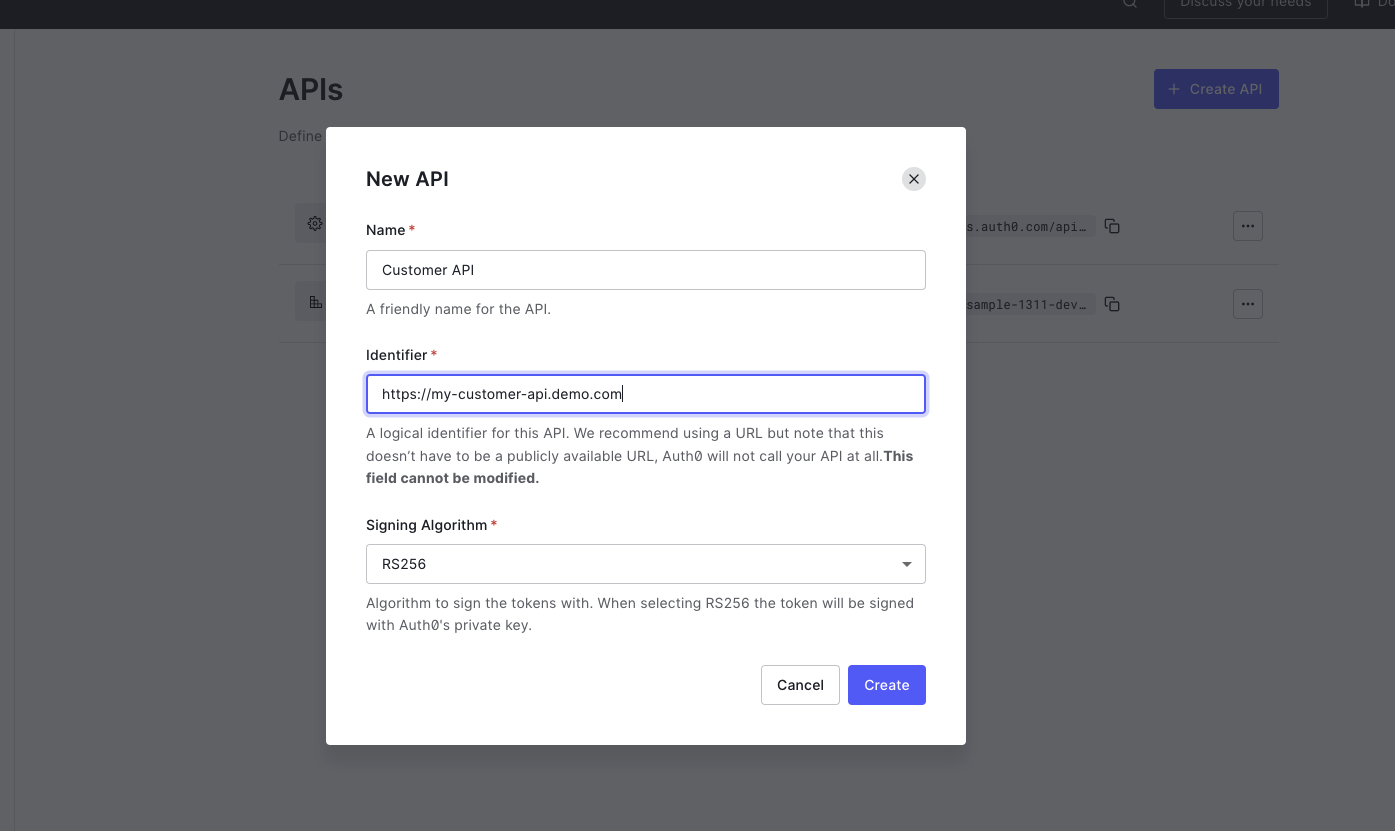 Discuss your needs
APIs
+ Create API
Define
New API
Name *
Customer API
A friendly name for the API.
s.auth0.com/api…
Identifier *
sample-1311-dev…
https://my-customer-api.demo.com
A logical identifier for this API. We recommend using a URL but note that this
doesn’t have to be a publicly available URL, Auth0 will not call your API at all.This
field cannot be modified.
Signing Algorithm *
RS256
Algorithm to sign the tokens with. When selecting RS256 the token will be signed
with Auth0's private key.
Cancel
Create